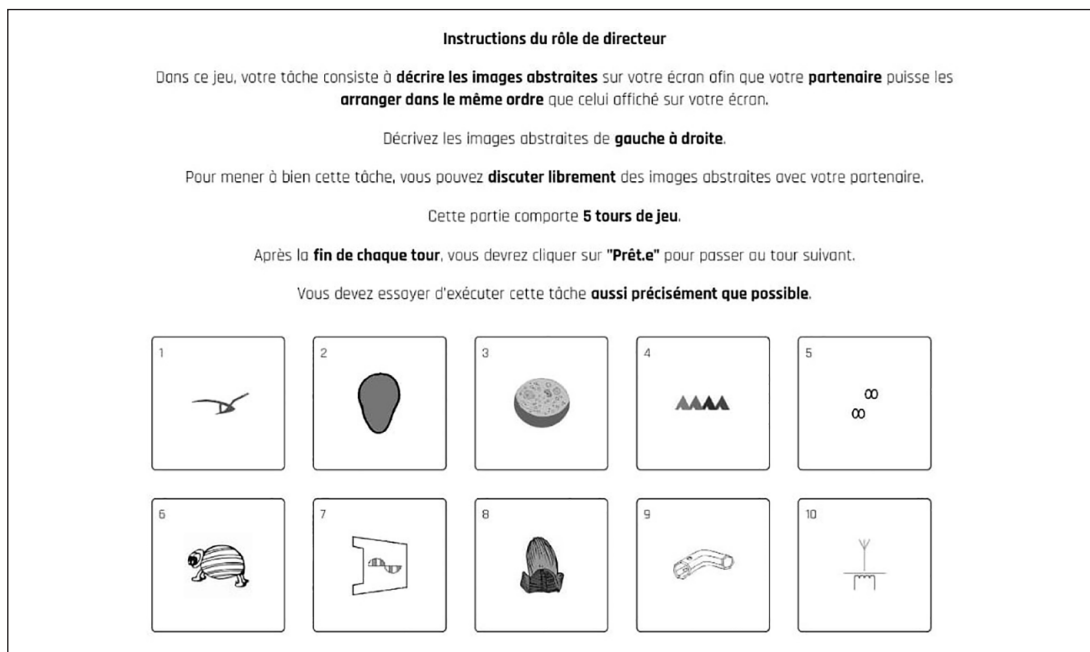 Instructions du rôle de directeur
Dans ce jeu, votre tâche consiste à décrire les images abstraites sur votre écran afin que votre partenaire puisse les
arranger dans le même ordre que celui affiché sur votre écran.
Décrivez les images abstraites de gauche à droite.
Pour mener à bien cette tâche, vous pouvez discuter librement des images abstraites avec votre partenaire.
Cette partie comporte 5 tours de jeu.
Après la fin de chaque tour, vous devrez cliquer sur "Prêt.e" pour passer au tour suivant.
Vous devez essayer d'exécuter cette tâche aussi précisément que possible.
1 2 3 4 5
6 7 8 9 10